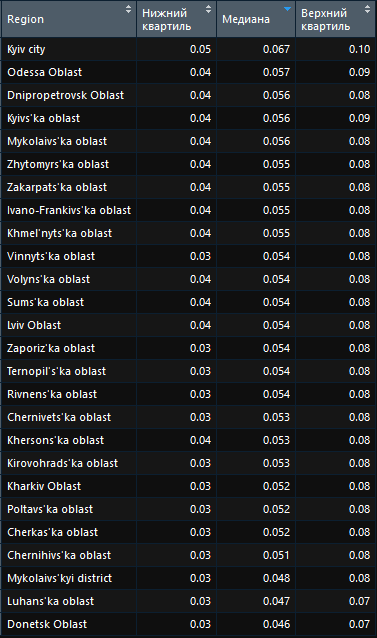 Region Нижний квартиль Медиана Верхний квартиль
Kyiv city 0.05 0.067 0.10
Odessa Oblast 0.04 0.057 0.09
Dnipropetrovsk Oblast 0.04 0.056 0.08
Kyivs'ka oblast 0.04 0.056 0.09
Mykolaivs'ka oblast 0.04 0.056 0.08
Zhytomyrs'ka oblast 0.04 0.055 0.08
Zakarpats'ka oblast 0.04 0.055 0.08
Ivano-Frankivs'ka oblast 0.04 0.055 0.08
Khmel'nyts'ka oblast 0.04 0.055 0.08
Vinnyts'ka oblast 0.03 0.054 0.08
Volyns'ka oblast 0.04 0.054 0.08
Sums'ka oblast 0.04 0.054 0.08
Lviv Oblast 0.04 0.054 0.08
Zaporiz'ka oblast 0.03 0.054 0.08
Ternopil's'ka oblast 0.03 0.054 0.08
Rivnens'ka oblast 0.03 0.054 0.08
Chernivets'ka oblast 0.03 0.053 0.08
Khersons'ka oblast 0.04 0.053 0.08
Kirovohrads'ka oblast 0.03 0.053 0.08
Kharkiv Oblast 0.03 0.052 0.08
Poltavs'ka oblast 0.03 0.052 0.08
Cherkas'ka oblast 0.03 0.052 0.08
Chernihivs'ka oblast 0.03 0.051 0.08
Mykolaivs'kyi district 0.03 0.048 0.08
Luhans'ka oblast 0.03 0.047 0.07
Donetsk Oblast 0.03 0.046 0.07